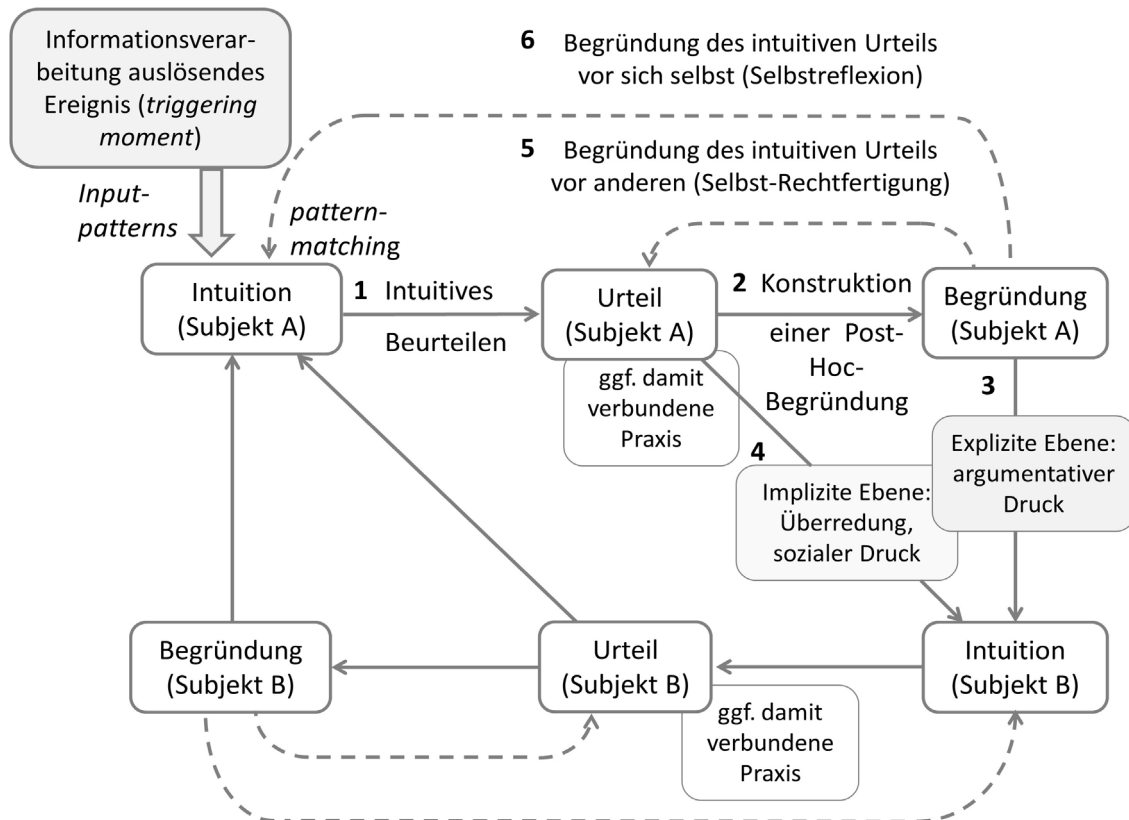 Informationsverar-
beitung auslösendes
Ereignis (triggering
moment)
6 Begründung des intuitiven Urteils
vor sich selbst (Selbstreflexion)
5 Begründung des intuitiven Urteils
vor anderen (Selbst-Rechtfertigung)
Input-
patterns
pattern-
matching
Intuition
(Subjekt A)
1 Intuitives
Beurteilen
Urteil
(Subjekt A)
ggf. damit
verbundene
Praxis
2 Konstruktion
einer Post-
Hoc-
Begründung
Begründung
(Subjekt A)
3
Explizite Ebene:
argumentativer
Druck
4
Implizite Ebene:
Überredung,
sozialer Druck
Begründung
(Subjekt B)
Urteil
(Subjekt B)
ggf. damit
verbundene
Praxis
Intuition
(Subjekt B)